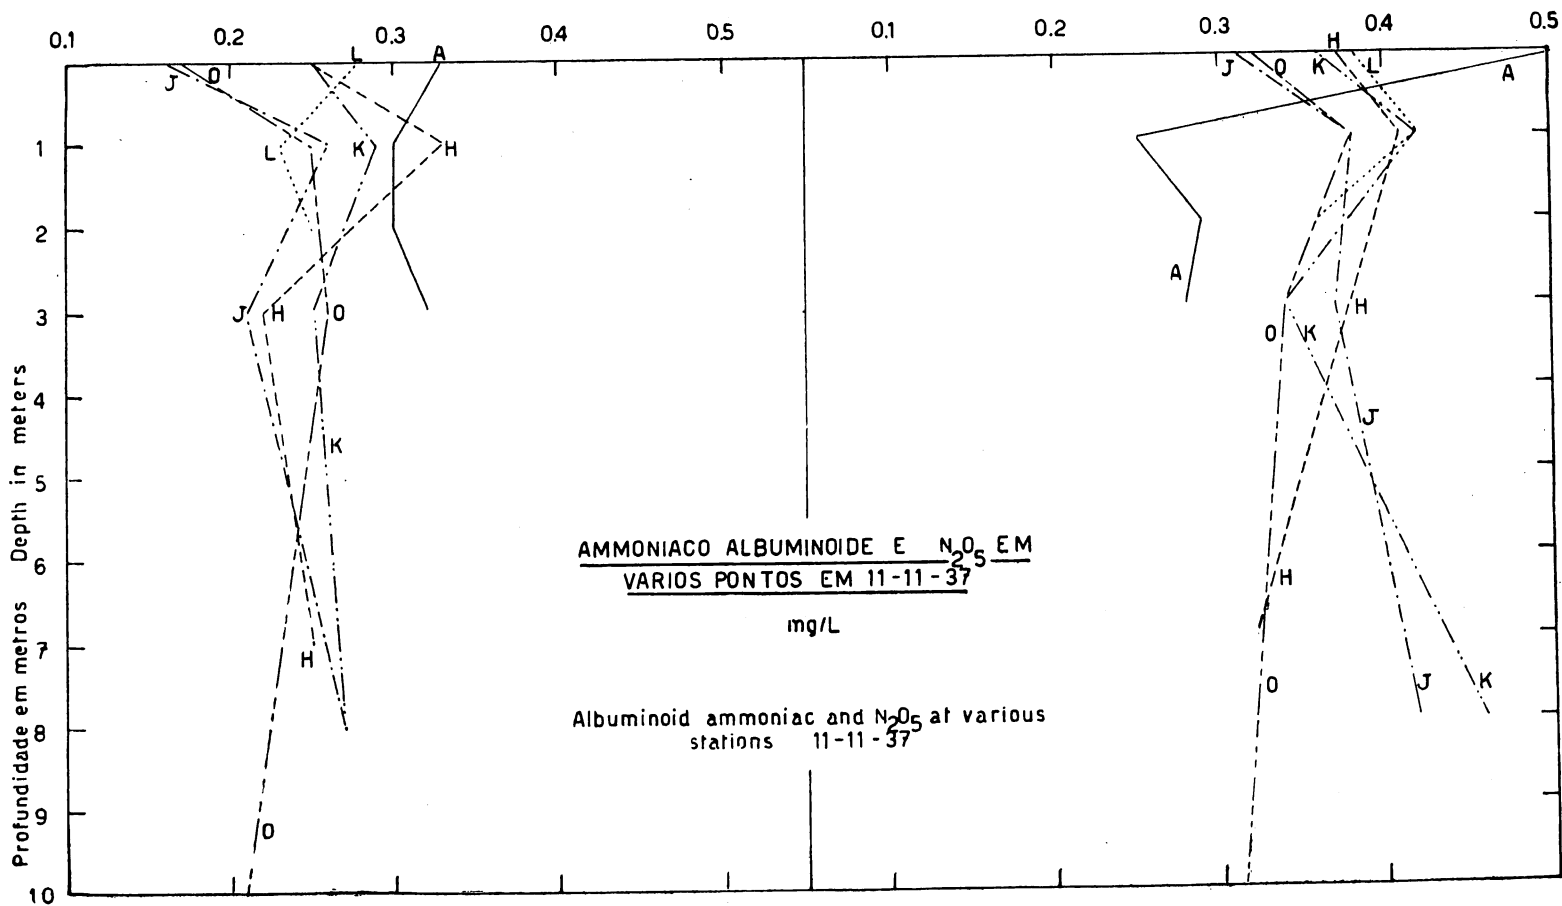 0.1 0.2 0.3 0.4 0.5 0.1 0.2 0.3 0.4 0.5
L A H
J O J O K L A
1 L K H
2
A
3 J H O H
O K
4
K J
5
6
H
7 H
O J K
8
9
O
10
Profundidade em metros Depth in meters
AMMONIACO ALBUMINOIDE E N2O5 EM
VARIOS PONTOS EM 11-11-37
mg/L
Albuminoid ammoniac and N2O5 at various
stations 11-11-37